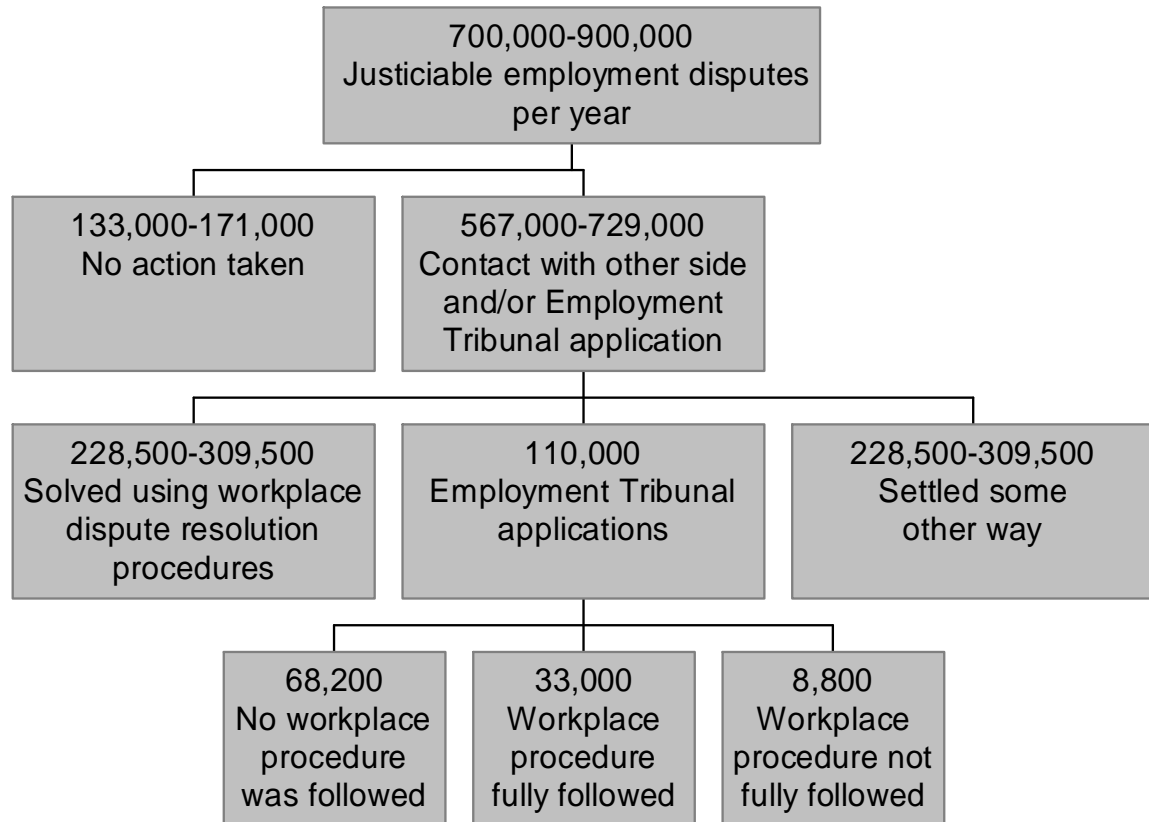 700,000-900,000
Justiciable employment disputes
per year
133,000-171,000
No action taken
567,000-729,000
Contact with other side
and/or Employment
Tribunal application
228,500-309,500
Solved using workplace
dispute resolution
procedures
110,000
Employment Tribunal
applications
228,500-309,500
Settled some
other way
68,200
No workplace
procedure
was followed
33,000
Workplace
procedure
fully followed
8,800
Workplace
procedure not
fully followed